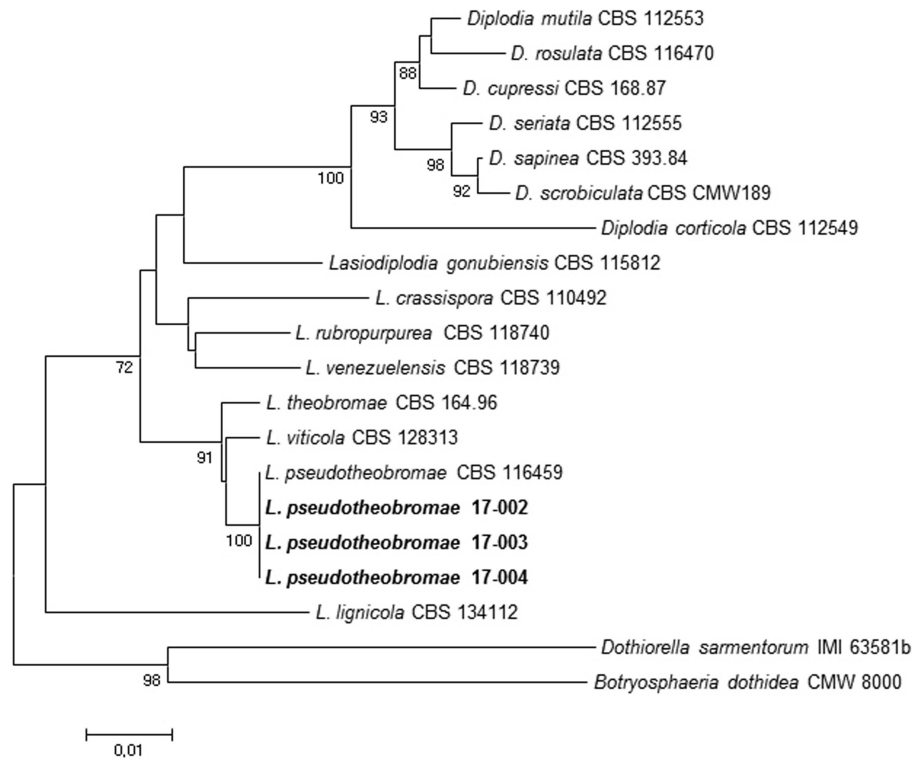 Diplodia mutila CBS 112553
D. rosulata CBS 116470
88
D. cupressi CBS 168.87
93
D. seriata CBS 112555
98
D. sapinea CBS 393.84
92
D. scrobiculata CBS CMW189
100
Diplodia corticola CBS 112549
Lasiodiplodia gonubiensis CBS 115812
L. crassispora CBS 110492
L. rubropurpurea CBS 118740
72
L. venezuelensis CBS 118739
L. theobromae CBS 164.96
L. viticola CBS 128313
91
L. pseudotheobromae CBS 116459
L. pseudotheobromae 17-002
100
L. pseudotheobromae 17-003
L. pseudotheobromae 17-004
L. lignicola CBS 134112
Dothiorella sarmentorum IMI 63581b
98
Botryosphaeria dothidea CMW 8000
0,01